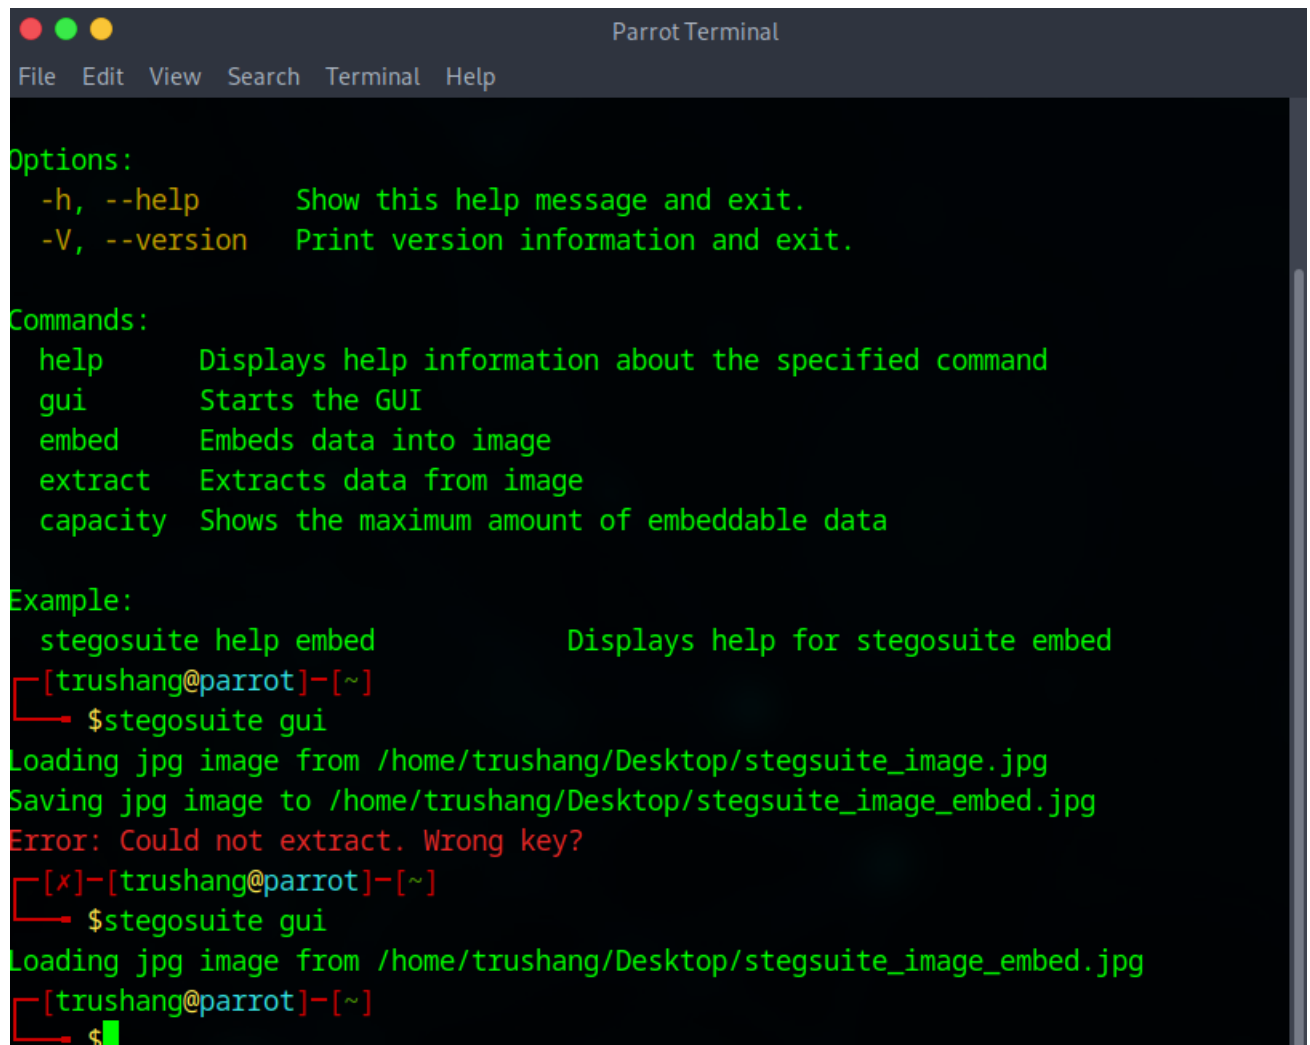 Parrot Terminal
File Edit View Search Terminal Help
Options:
-h, --help Show this help message and exit.
-V, --version Print version information and exit.
Commands:
help Displays help information about the specified command
gui Starts the GUI
embed Embeds data into image
extract Extracts data from image
capacity Shows the maximum amount of embeddable data
Example:
stegosuite help embed Displays help for stegosuite embed
┌─[trushang@parrot]─[~]
└──╼ $stegosuite gui
Loading jpg image from /home/trushang/Desktop/stegsuite_image.jpg
Saving jpg image to /home/trushang/Desktop/stegsuite_image_embed.jpg
Error: Could not extract. Wrong key?
┌─[✗]─[trushang@parrot]─[~]
└──╼ $stegosuite gui
Loading jpg image from /home/trushang/Desktop/stegsuite_image_embed.jpg
┌─[trushang@parrot]─[~]
└──╼ $